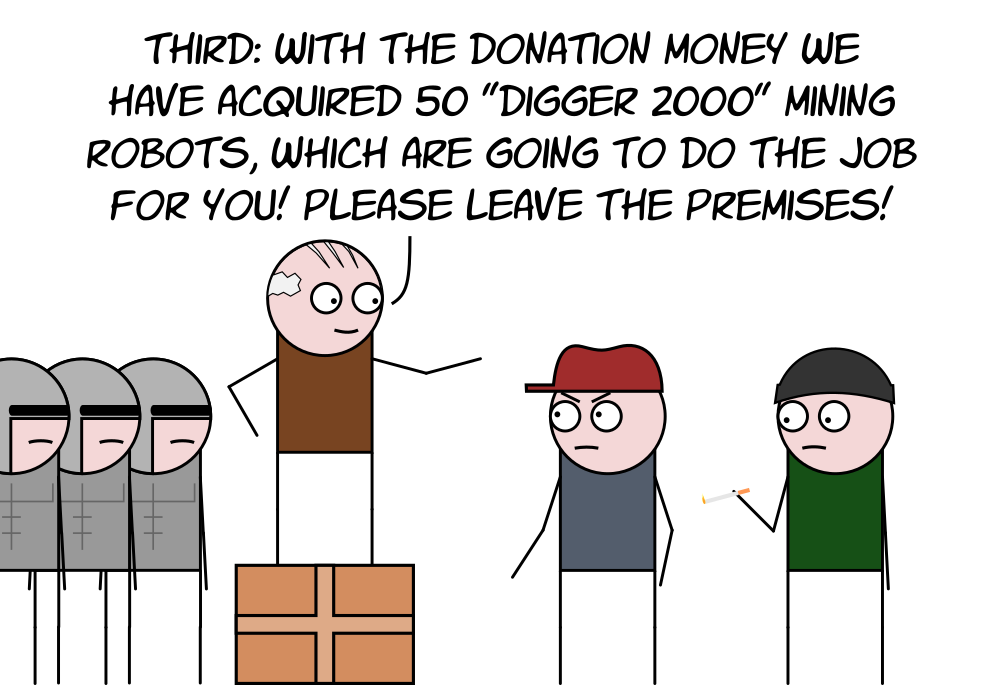 THIRD: WITH THE DONATION MONEY WE
HAVE ACQUIRED 50 "DIGGER 2000" MINING
ROBOTS, WHICH ARE GOING TO DO THE JOB
FOR YOU! PLEASE LEAVE THE PREMISES!